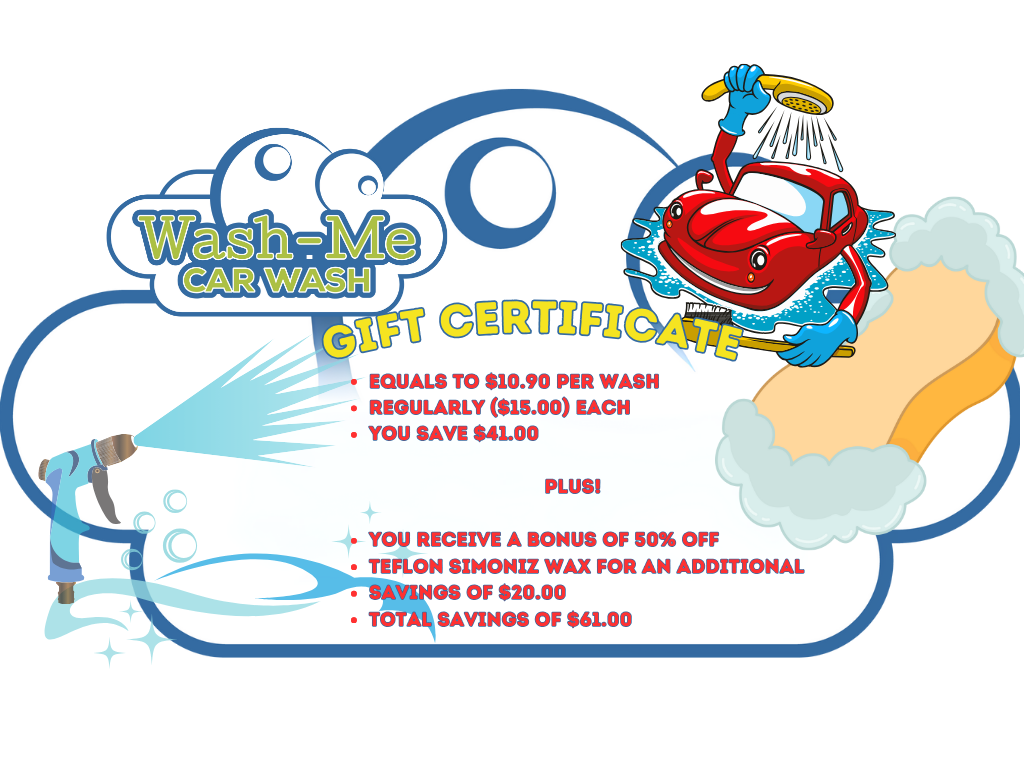 Wash-Me
CAR WASH
GIFT CERTIFICATE
• EQUALS TO $10.90 PER WASH
• REGULARLY ($15.00) EACH
• YOU SAVE $41.00
PLUS!
• YOU RECEIVE A BONUS OF 50% OFF
• TEFLON SIMONIZ WAX FOR AN ADDITIONAL
• SAVINGS OF $20.00
• TOTAL SAVINGS OF $61.00